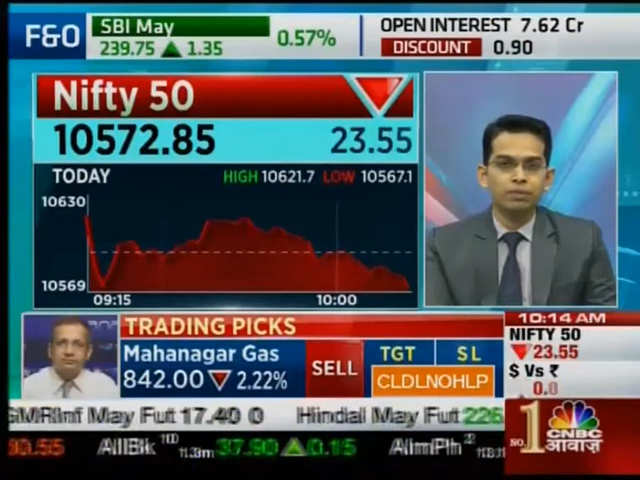 F&O
SBI May
239.75 ▲ 1.35
0.57%
OPEN INTEREST 7.62 Cr
DISCOUNT 0.90
Nifty 50
10572.85 23.55
TODAY HIGH 10621.7 LOW 10567.1
10630
10569
09:15 10:00
TRADING PICKS
Mahanagar Gas
842.00 ▼ 2.22%
SELL
TGT SL
CLDLNOHLP
10:14 AM
NIFTY 50
▼23.55
$ Vs ₹
0.0
May Fut 17.40 0 Hindal May Fut
37.90 ▲ 0.15
NO. 1 CNBC
आवाज़